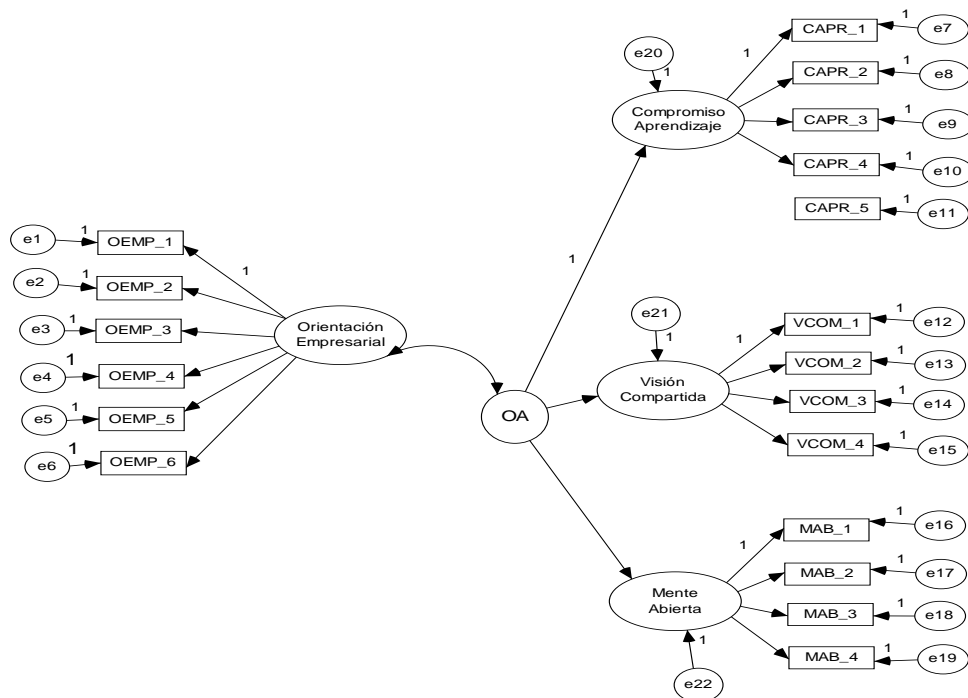 e1
1
OEMP_1
e2
1
OEMP_2
e3
1
OEMP_3
e4
1
OEMP_4
e5
1
OEMP_5
e6
1
OEMP_6
1
Orientación
Empresarial
OA
1
e20
1
Compromiso
Aprendizaje
1
CAPR_1
1
e7
CAPR_2
1
e8
CAPR_3
1
e9
CAPR_4
1
e10
CAPR_5
1
e11
e21
1
Visión
Compartida
1
VCOM_1
1
e12
VCOM_2
1
e13
VCOM_3
1
e14
VCOM_4
1
e15
Mente
Abierta
1
e22
1
MAB_1
1
e16
MAB_2
1
e17
MAB_3
1
e18
MAB_4
1
e19